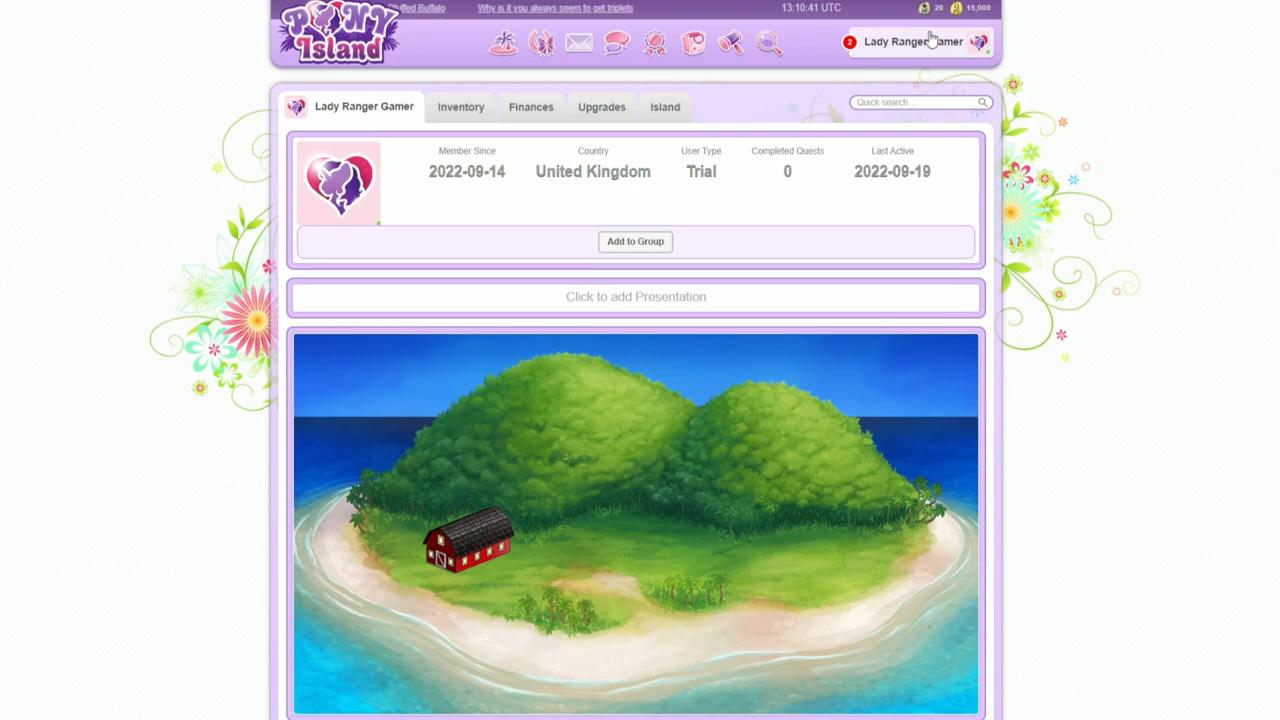 Stuffed Buffalo
Why is it you always seem to get triplets
13:10:41 UTC
20
15,000
PONY
Island
2
Lady Ranger Gamer
Lady Ranger Gamer
Inventory
Finances
Upgrades
Island
Quick search ...
Member Since
2022-09-14
Country
United Kingdom
User Type
Trial
Completed Quests
0
Last Active
2022-09-19
Add to Group
Click to add Presentation